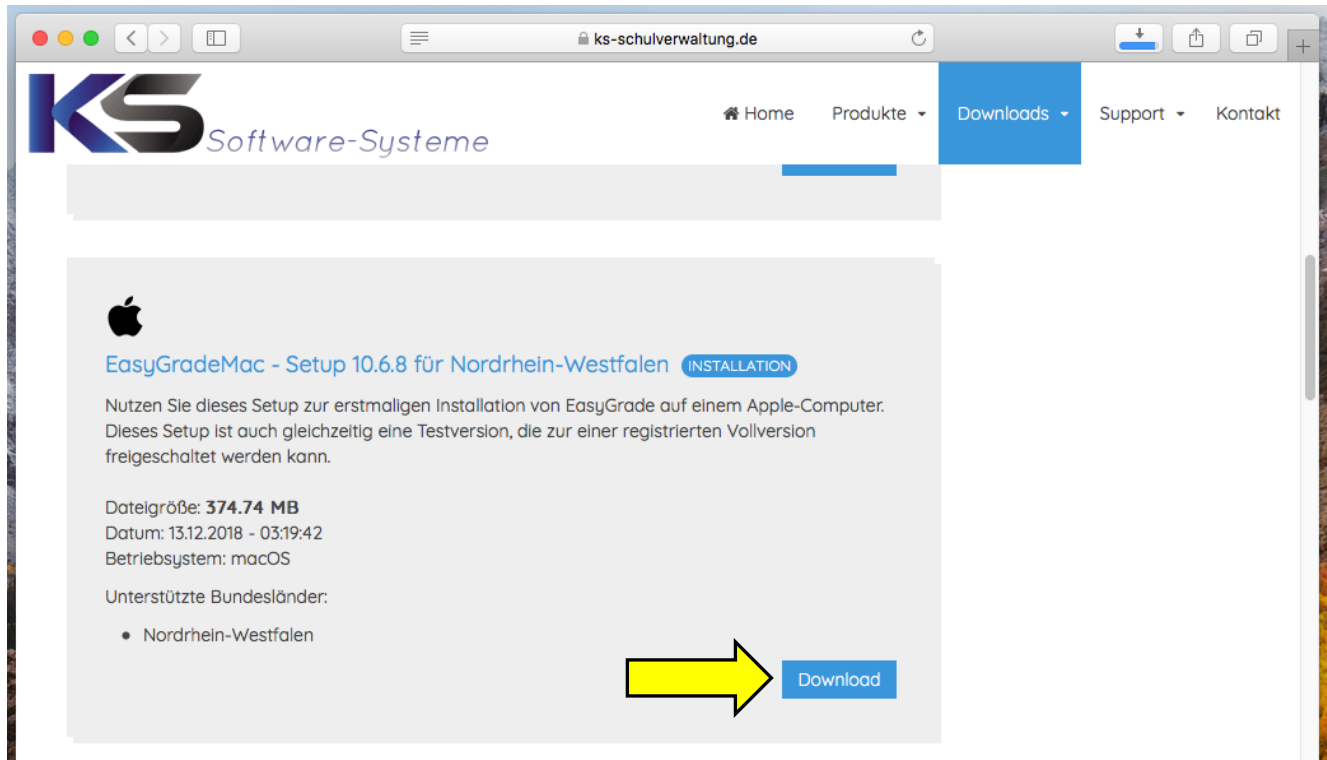 ks-schulverwaltung.de
KS Software-Systeme
Home Produkte Downloads Support Kontakt
EasyGradeMac - Setup 10.6.8 für Nordrhein-Westfalen INSTALLATION
Nutzen Sie dieses Setup zur erstmaligen Installation von EasyGrade auf einem Apple-Computer.
Dieses Setup ist auch gleichzeitig eine Testversion, die zur einer registrierten Vollversion
freigeschaltet werden kann.
Dateigröße: 374.74 MB
Datum: 13.12.2018 - 03:19:42
Betriebsystem: macOS
Unterstützte Bundesländer:
• Nordrhein-Westfalen
Download